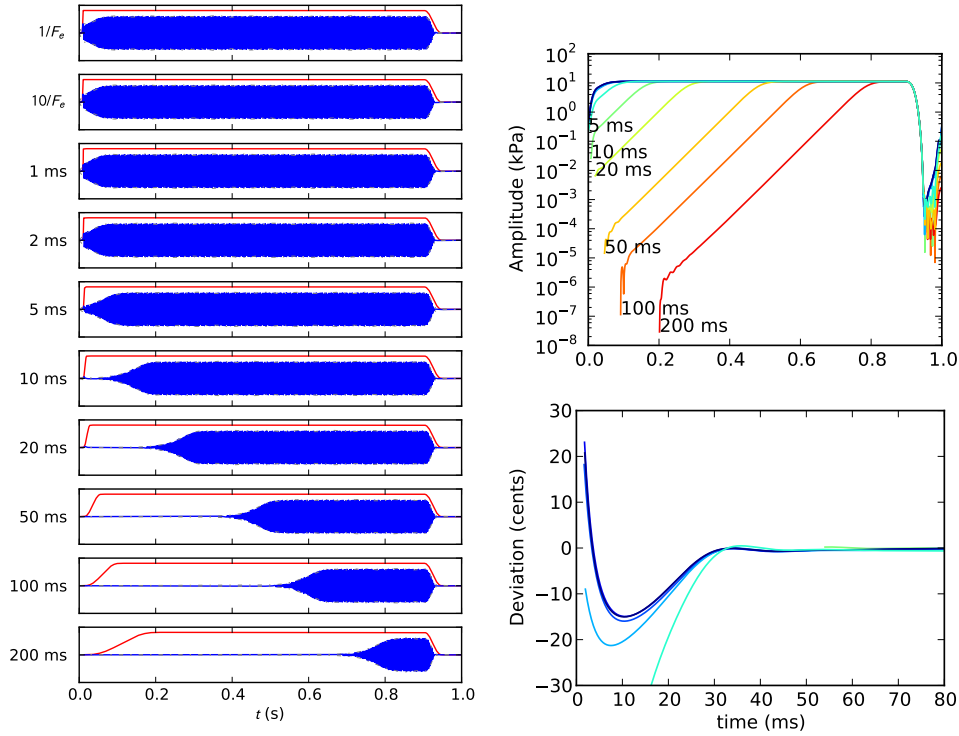 1/Fe
10/Fe
1 ms
2 ms
5 ms
10 ms
20 ms
50 ms
100 ms
200 ms
0.0 0.2 0.4 0.6 0.8 1.0
t (s)
Amplitude (kPa)
10^2
10^1
10^0
10^-1
10^-2
10^-3
10^-4
10^-5
10^-6
10^-7
10^-8
5 ms
10 ms
20 ms
50 ms
100 ms
200 ms
0.0 0.2 0.4 0.6 0.8 1.0
Deviation (cents)
30
20
10
0
−10
−20
−30
0 10 20 30 40 50 60 70 80
time (ms)